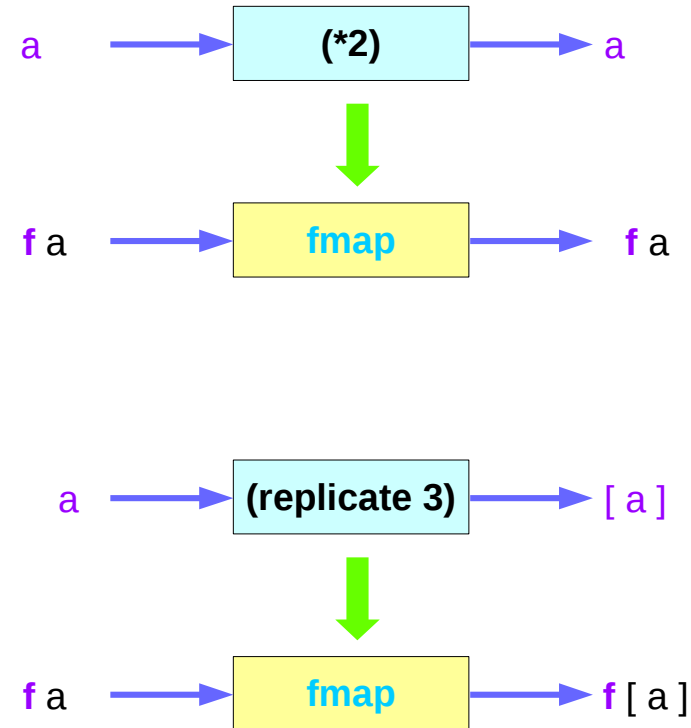 a (*2) a
f a fmap f a
a (replicate 3) [ a ]
f a fmap f [ a ]